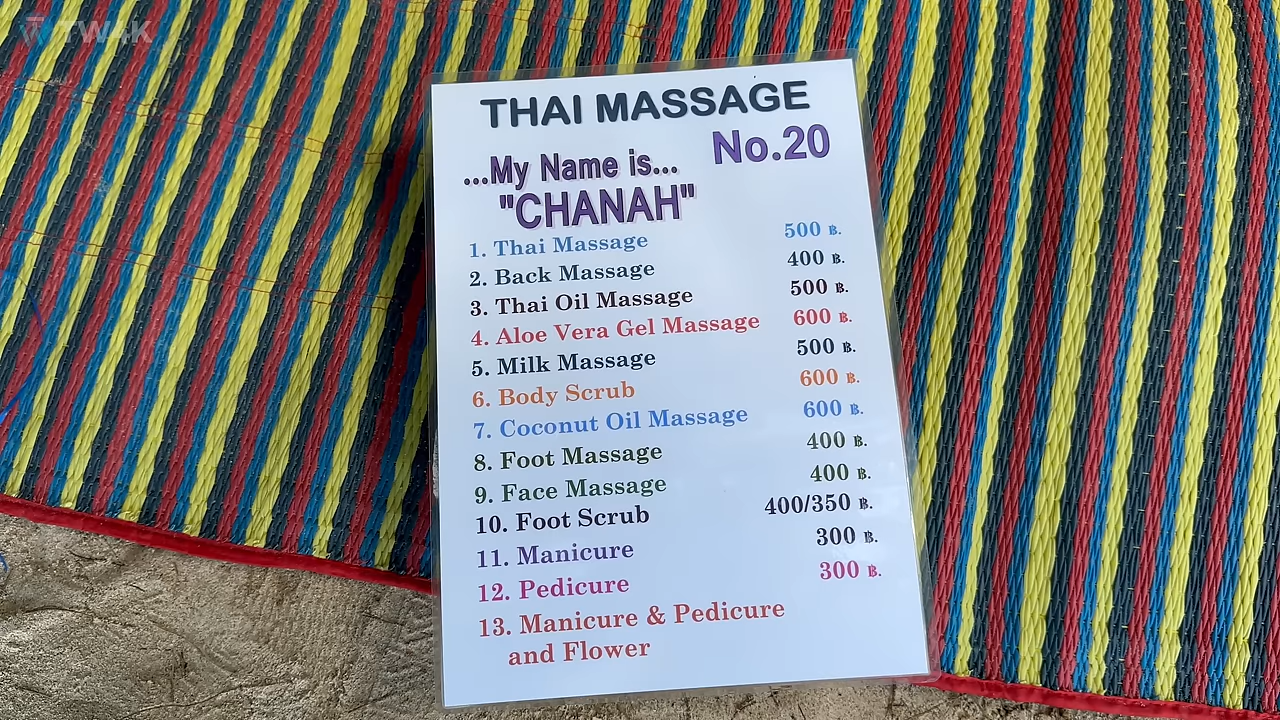 TW4K
THAI MASSAGE
No.20
...My Name is...
"CHANAH"
1. Thai Massage 500 ฿.
2. Back Massage 400 ฿.
3. Thai Oil Massage 500 ฿.
4. Aloe Vera Gel Massage 600 ฿.
5. Milk Massage 500 ฿.
6. Body Scrub 600 ฿.
7. Coconut Oil Massage 600 ฿.
8. Foot Massage 400 ฿.
9. Face Massage 400 ฿.
10. Foot Scrub 400/350 ฿.
11. Manicure 300 ฿.
12. Pedicure 300 ฿.
13. Manicure & Pedicure
and Flower